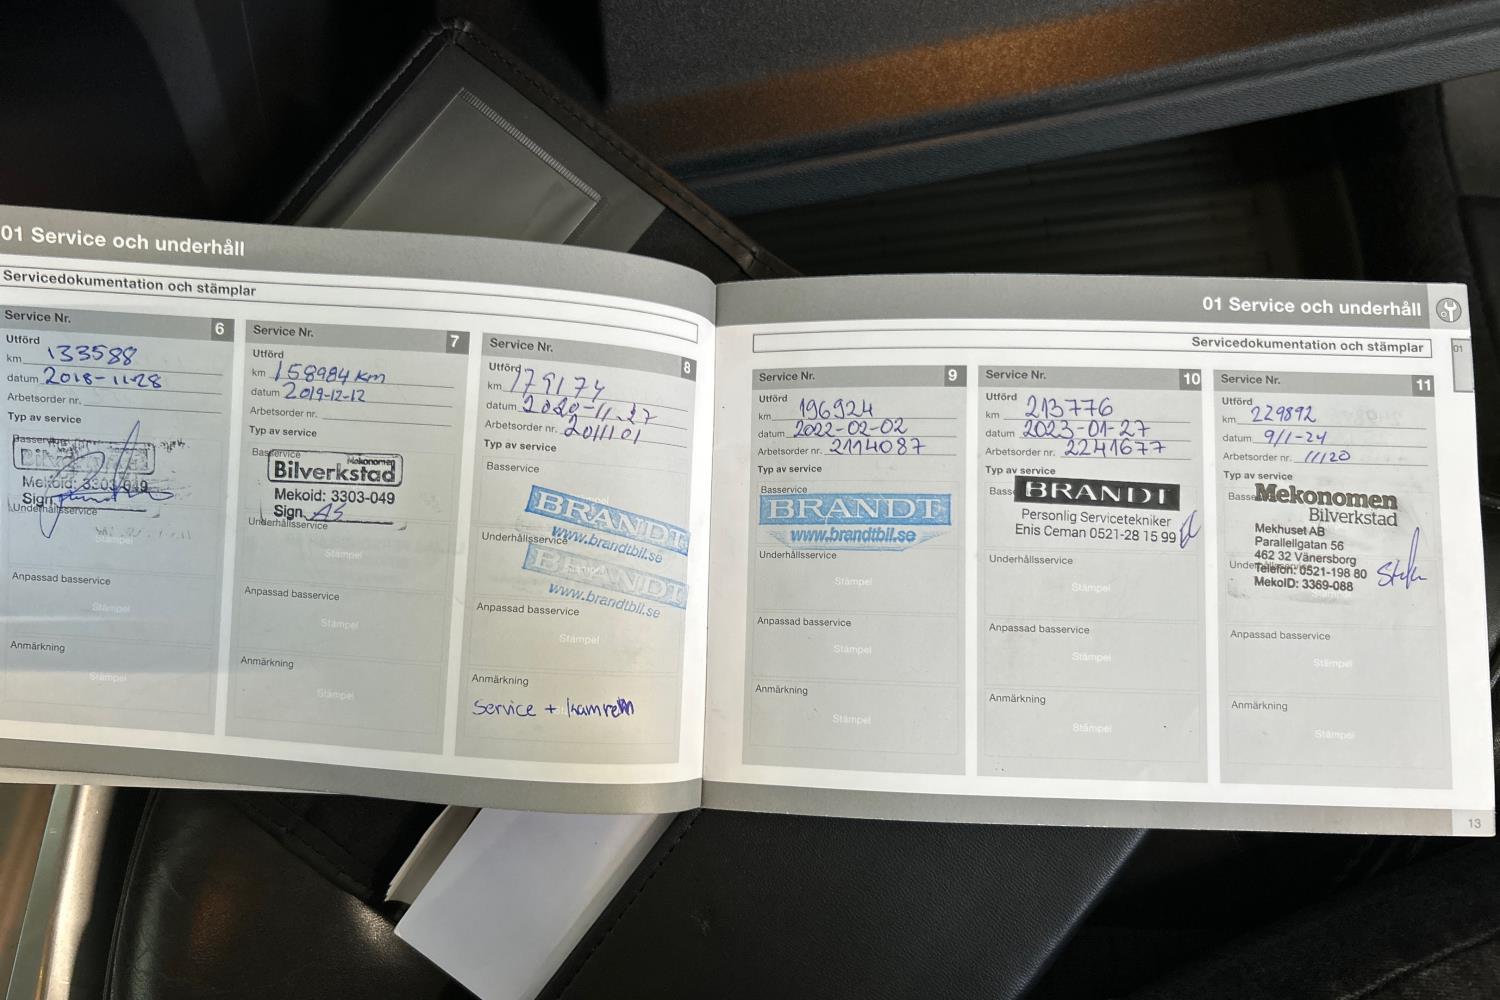 01 Service och underhåll
Servicedokumentation och stämplar
Service Nr. 6
Utförd
km 133588
datum 2018-11-28
Arbetsorder nr.
Typ av service
Basservice
Mekoid: 3303-049
Sign.
Underhållsservice
Stämpel
Anpassad basservice
Stämpel
Anmärkning
Stämpel
Service Nr. 7
Utförd
km 158984 km
datum 2019-12-12
Arbetsorder nr.
Typ av service
Basservice
Mekonomen
Bilverkstad
Mekoid: 3303-049
Sign. AS
Underhållsservice
Stämpel
Anpassad basservice
Stämpel
Anmärkning
Stämpel
Service Nr. 8
Utförd
km 179174
datum 2020-11-27
Arbetsorder nr. 2011101
Typ av service
Basservice
Stämpel
BRANDT
www.brandtbil.se
Underhållsservice
Stämpel
BRANDT
www.brandtbil.se
Anpassad basservice
Stämpel
Anmärkning
Service + kamrem
01 Service och underhåll
Servicedokumentation och stämplar
01
Service Nr. 9
Utförd
km 196924
datum 2022-02-02
Arbetsorder nr. 2114087
Typ av service
Basservice
BRANDT
www.brandtbil.se
Underhållsservice
Stämpel
Anpassad basservice
Stämpel
Anmärkning
Stämpel
Service Nr. 10
Utförd
km 213776
datum 2023-01-27
Arbetsorder nr. 2241677
Typ av service
Bass
BRANDT
Personlig Servicetekniker
Enis Ceman 0521-28 15 99
Underhållsservice
Stämpel
Anpassad basservice
Stämpel
Anmärkning
Stämpel
Service Nr. 11
Utförd
km 229892
datum 9/1-24
Arbetsorder nr. 11120
Typ av service
Basse
Mekonomen
Bilverkstad
Mekhuset AB
Parallellgatan 56
462 32 Vänersborg
Telefon: 0521-198 80
MekoID: 3369-088
Anpassad basservice
Stämpel
Anmärkning
Stämpel
13